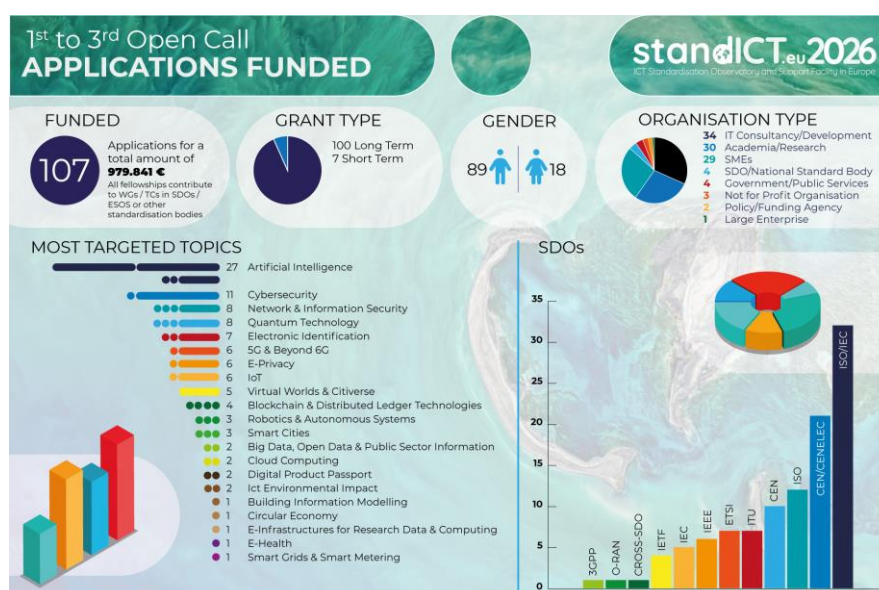 1st to 3rd Open Call
APPLICATIONS FUNDED
standICT.eu 2026
ICT Standardisation Observatory and Support Facility in Europe
FUNDED
107
Applications for a
total amount of
979.841 €
All fellowships contribute
to WGs / TCs in SDOs /
ESOS or other
standardisation bodies
GRANT TYPE
100 Long Term
7 Short Term
GENDER
89
18
ORGANISATION TYPE
34 IT Consultancy/Development
30 Academia/Research
29 SMEs
4 SDO/National Standard Body
4 Government/Public Services
3 Not for Profit Organisation
2 Policy/Funding Agency
1 Large Enterprise
MOST TARGETED TOPICS
27 Artificial Intelligence
11 Cybersecurity
8 Network & Information Security
8 Quantum Technology
7 Electronic Identification
6 5G & Beyond 6G
6 E-Privacy
6 IoT
5 Virtual Worlds & Citiverse
4 Blockchain & Distributed Ledger Technologies
3 Robotics & Autonomous Systems
3 Smart Cities
2 Big Data, Open Data & Public Sector Information
2 Cloud Computing
2 Digital Product Passport
2 Ict Environmental Impact
1 Building Information Modelling
1 Circular Economy
1 E-Infrastructures for Research Data & Computing
1 E-Health
1 Smart Grids & Smart Metering
SDOs
35
30
25
20
15
10
5
0
3GPP
O-RAN
CROSS-SDO
IETF
IEC
IEEE
ETSI
ITU
CEN
ISO
CEN/CENELEC
ISO/IEC